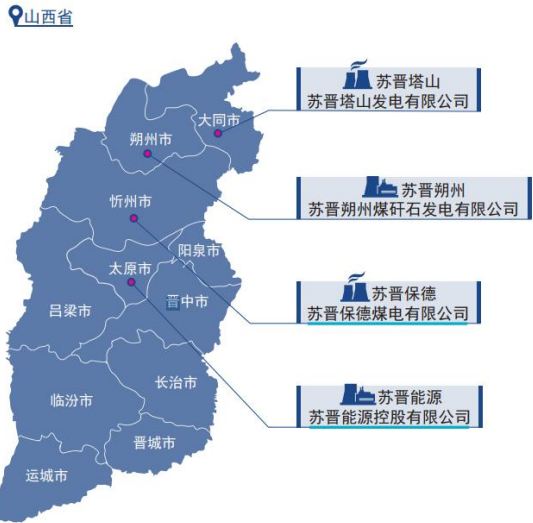 山西省
苏晋塔山
苏晋塔山发电有限公司
大同市
朔州市
苏晋朔州
苏晋朔州煤矸石发电有限公司
忻州市
阳泉市
太原市
晋中市
苏晋保德
苏晋保德煤电有限公司
吕梁市
长治市
临汾市
苏晋能源
苏晋能源控股有限公司
晋城市
运城市